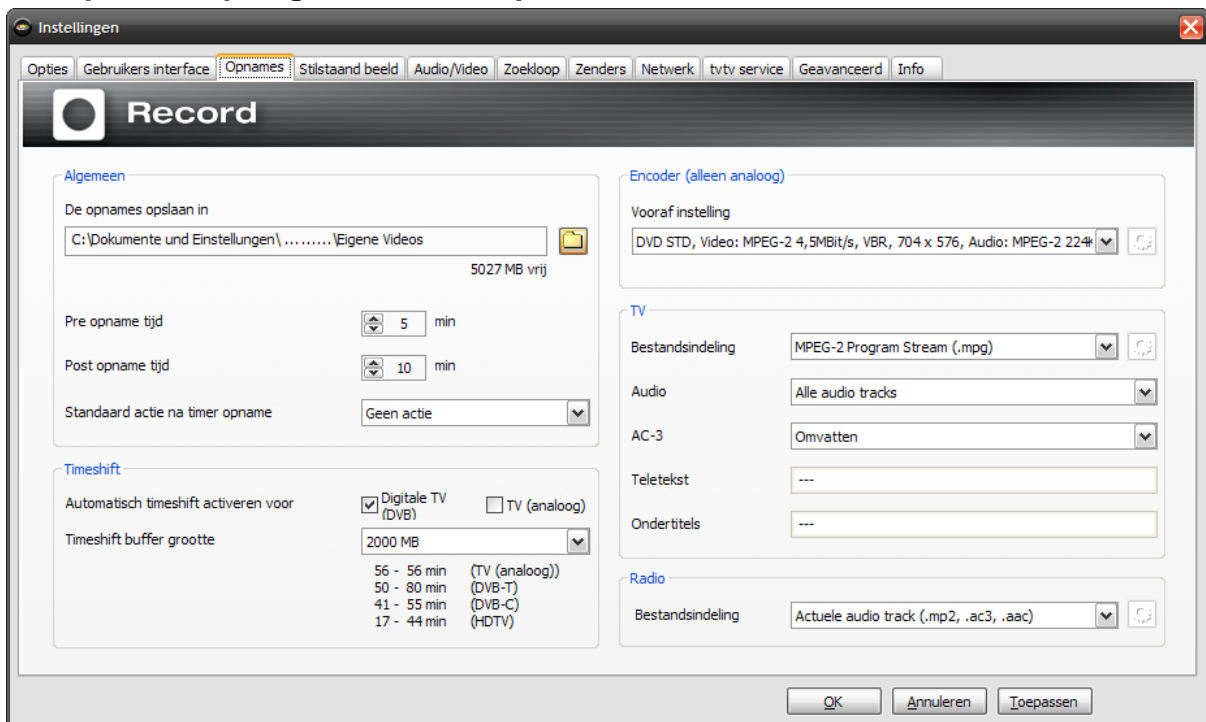 Instellingen
Opties Gebruikers interface Opnames Stilstaand beeld Audio/Video Zoekloop Zenders Netwerk tvtv service Geavanceerd Info
Record
Algemeen
De opnames opslaan in
C:\Dokumente und Einstellungen\ .........\Eigene Videos
5027 MB vrij
Pre opname tijd 5 min
Post opname tijd 10 min
Standaard actie na timer opname Geen actie
Timeshift
Automatisch timeshift activeren voor Digitale TV (DVB) TV (analoog)
Timeshift buffer grootte 2000 MB
56 - 56 min (TV (analoog))
50 - 80 min (DVB-T)
41 - 55 min (DVB-C)
17 - 44 min (HDTV)
Encoder (alleen analoog)
Vooraf instelling
DVD STD, Video: MPEG-2 4,5MBit/s, VBR, 704 x 576, Audio: MPEG-2 224
TV
Bestandsindeling MPEG-2 Program Stream (.mpg)
Audio Alle audio tracks
AC-3 Omvatten
Teletekst ---
Ondertitels ---
Radio
Bestandsindeling Actuele audio track (.mp2, .ac3, .aac)
OK Annuleren Toepassen